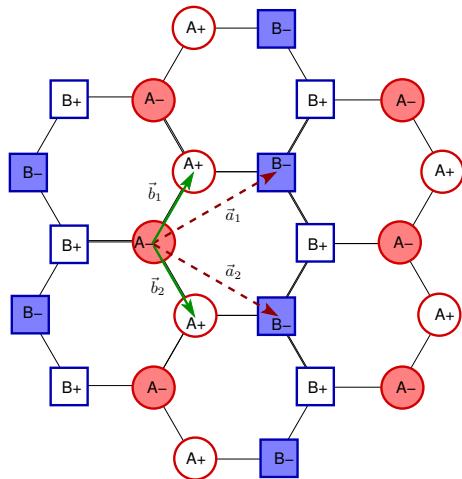 A+ B−
B+ A− B+ A−
B− A+ B− A+
b⃗₁ a⃗₁
B+ A− B+ A−
b⃗₂ a⃗₂
B− A+ B− A+
B+ A− B+ A−
A+ B−